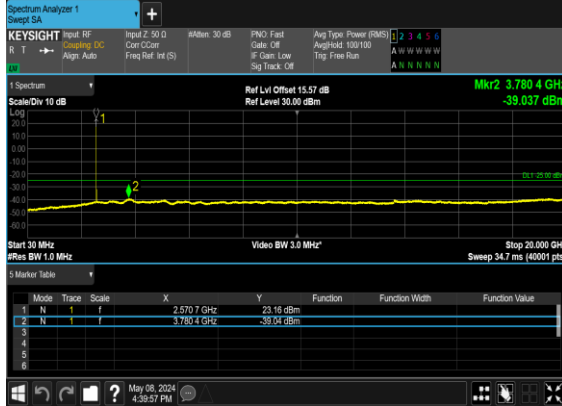 Spectrum Analyzer 1
Swept SA
+
KEYSIGHT Input: RF Input Z: 50 Ω #Atten: 30 dB PNO: Fast Avg Type: Power (RMS) 1 2 3 4 5 6
R T Coupling: DC Corr CCorr Gate: Off Avg|Hold: 100/100 A W W W W W
Align: Auto Freq Ref: Int (S) IF Gain: Low Trig: Free Run
LXI Sig Track: Off A N N N N N
1 Spectrum Ref Lvl Offset 15.57 dB Mkr2 3.780 4 GHz
Scale/Div 10 dB Ref Level 30.00 dBm -39.037 dBm
Log
20.0
10.0
0.00
-10.0
-20.0
-30.0
-40.0
-50.0
-60.0
1
2
DL1 -25.00 dBm
Start 30 MHz Video BW 3.0 MHz* Stop 20.000 GHz
#Res BW 1.0 MHz Sweep 34.7 ms (40001 pts)
5 Marker Table
Mode Trace Scale X Y Function Function Width Function Value
1 N 1 f 2.570 7 GHz 23.16 dBm
2 N 1 f 3.780 4 GHz -39.04 dBm
3
4
5
6
? May 08, 2024
4:39:57 PM